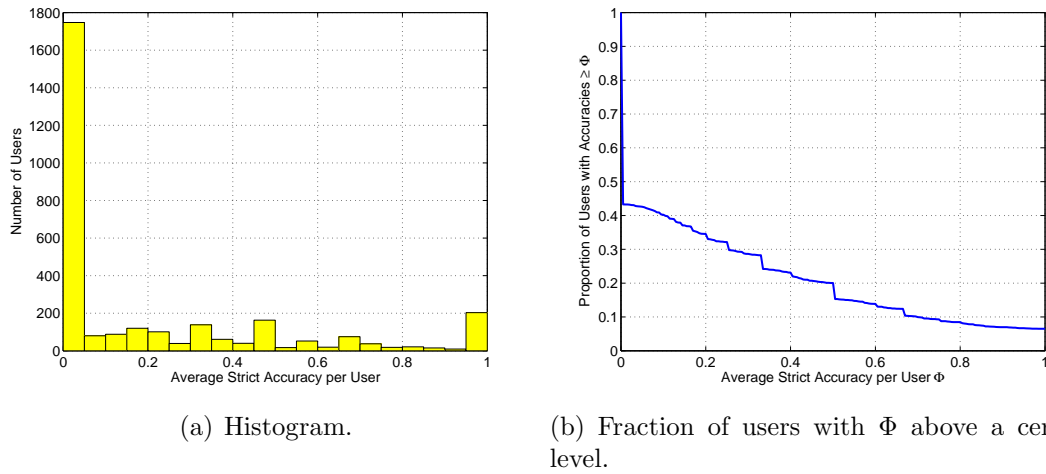 1800
1600
1400
1200
1000
800
600
400
200
0
0 0.2 0.4 0.6 0.8 1
Number of Users
Average Strict Accuracy per User
(a) Histogram.
1
0.9
0.8
0.7
0.6
0.5
0.4
0.3
0.2
0.1
0
0 0.2 0.4 0.6 0.8 1
Proportion of Users with Accuracies ≥ Φ
Average Strict Accuracy per User Φ
(b) Fraction of users with Φ above a cer
level.